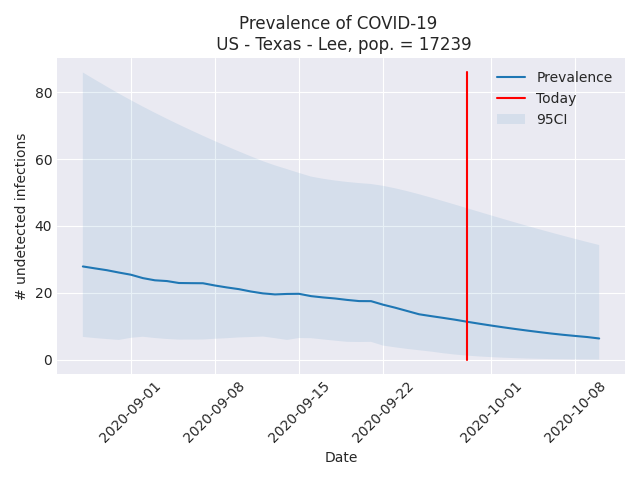 Prevalence of COVID-19
US - Texas - Lee, pop. = 17239
# undetected infections
80
60
40
20
0
Prevalence
Today
95CI
2020-09-01
2020-09-08
2020-09-15
2020-09-22
2020-10-01
2020-10-08
Date